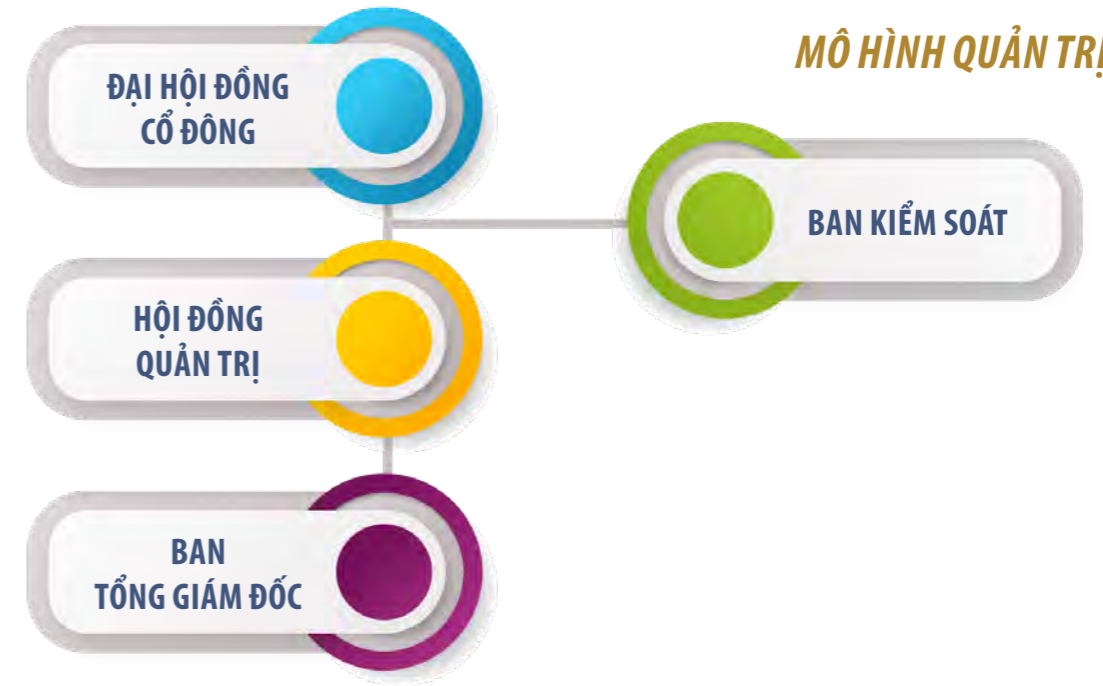 MÔ HÌNH QUẢN TRỊ
ĐẠI HỘI ĐỒNG
CỔ ĐÔNG
BAN KIỂM SOÁT
HỘI ĐỒNG
QUẢN TRỊ
BAN
TỔNG GIÁM ĐỐC